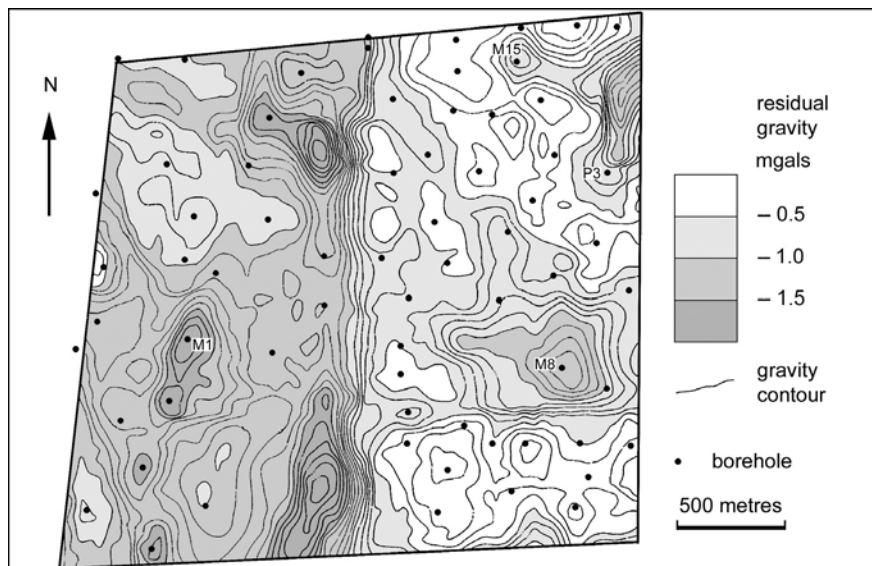 N
M15
P3
M1
M8
residual
gravity
mgals
– 0.5
– 1.0
– 1.5
gravity
contour
borehole
500 metres